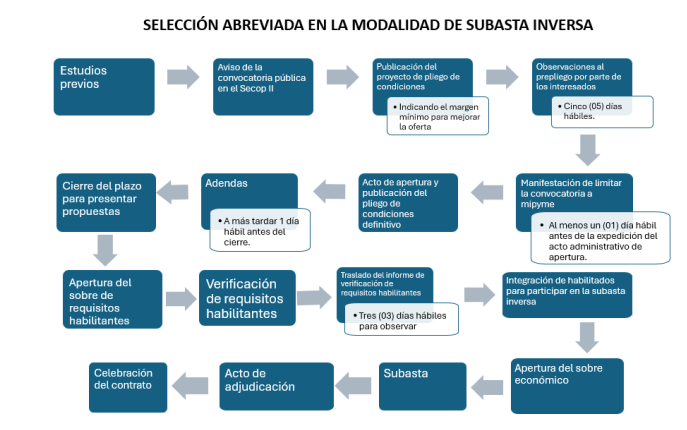 SELECCIÓN ABREVIADA EN LA MODALIDAD DE SUBASTA INVERSA
Estudios
previos
Aviso de la
convocatoria pública
en el Secop II
Publicación del
proyecto de pliego de
condiciones
• Indicando el margen
mínimo para mejorar
la oferta
Observaciones al
prepliego por parte de
los interesados
• Cinco (05) días
hábiles.
Manifestación de limitar
la convocatoria a
mipyme
• Al menos un (01) día hábil
antes de la expedición del
acto administrativo de
apertura.
Acto de apertura y
publicación del
pliego de
condiciones
definitivo
Adendas
• A más tardar 1 día
hábil antes del
cierre.
Cierre del plazo
para presentar
propuestas
Apertura del
sobre de
requisitos
habilitantes
Verificación
de requisitos
habilitantes
Traslado del informe de
verificación de
requisitos habilitantes
• Tres (03) días hábiles
para observar
Integración de habilitados
para participar en la subasta
inversa
Apertura del sobre
económico
Subasta
Acto de
adjudicación
Celebración
del contrato